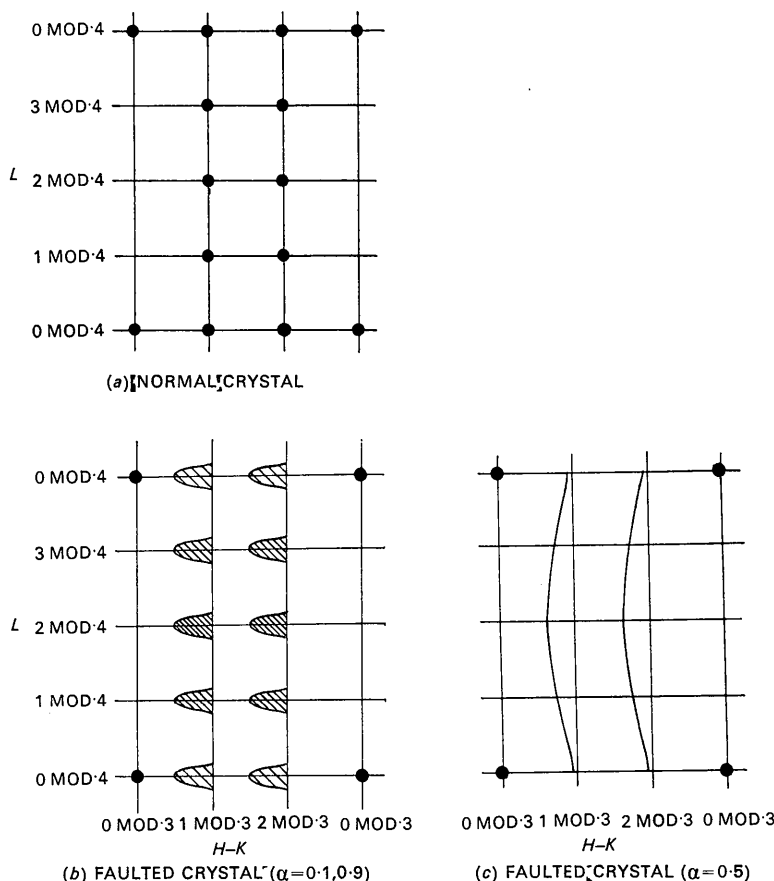 0 MOD·4
3 MOD·4
L 2 MOD·4
1 MOD·4
0 MOD·4
(a) NORMAL CRYSTAL
0 MOD·4
3 MOD·4
L 2 MOD·4
1 MOD·4
0 MOD·4
0 MOD·3 1 MOD·3 2 MOD·3 0 MOD·3
H–K
(b) FAULTED CRYSTAL (α=0·1,0·9)
0 MOD·3 1 MOD·3 2 MOD·3 0 MOD·3
H–K
(c) FAULTED CRYSTAL (α=0·5)